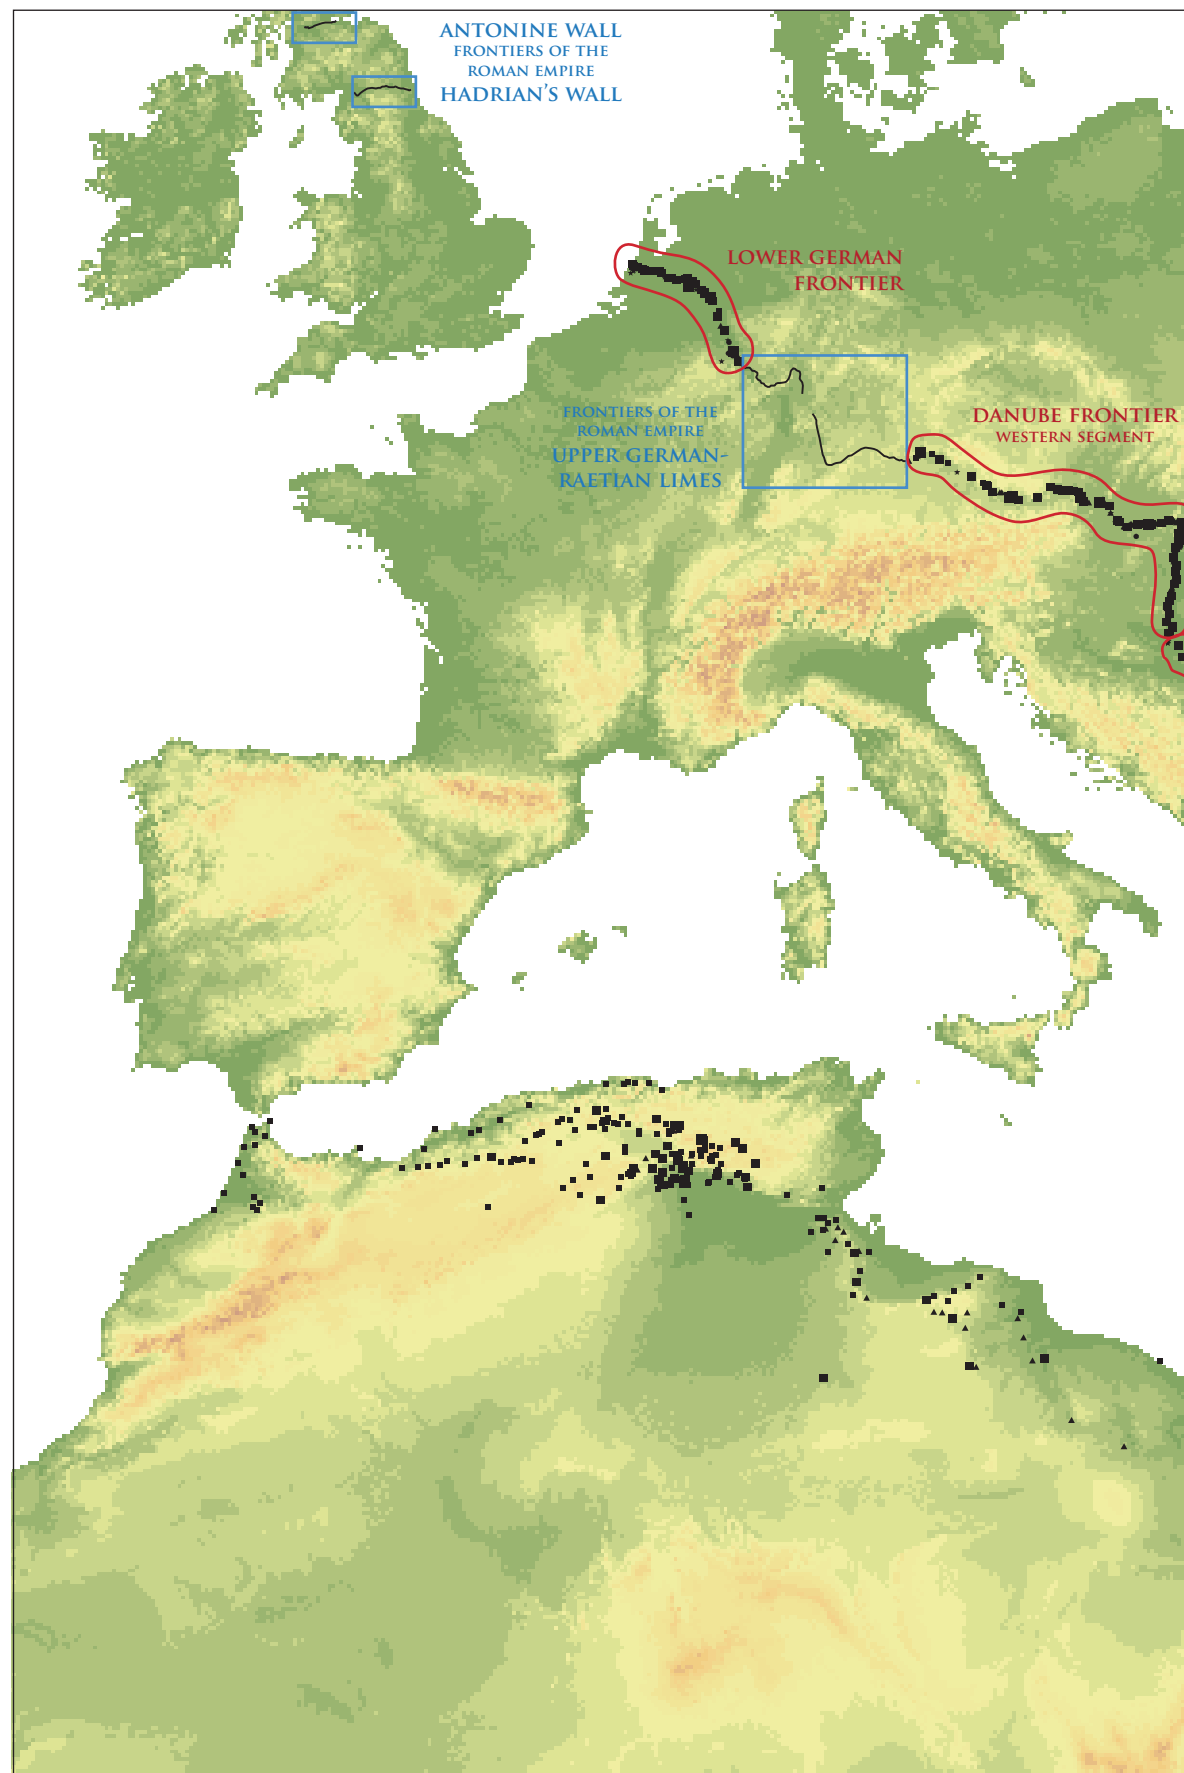 ANTONINE WALL
FRONTIERS OF THE
ROMAN EMPIRE
HADRIAN'S WALL
LOWER GERMAN
FRONTIER
FRONTIERS OF THE
ROMAN EMPIRE
UPPER GERMAN-
RAETIAN LIMES
DANUBE FRONTIER
WESTERN SEGMENT